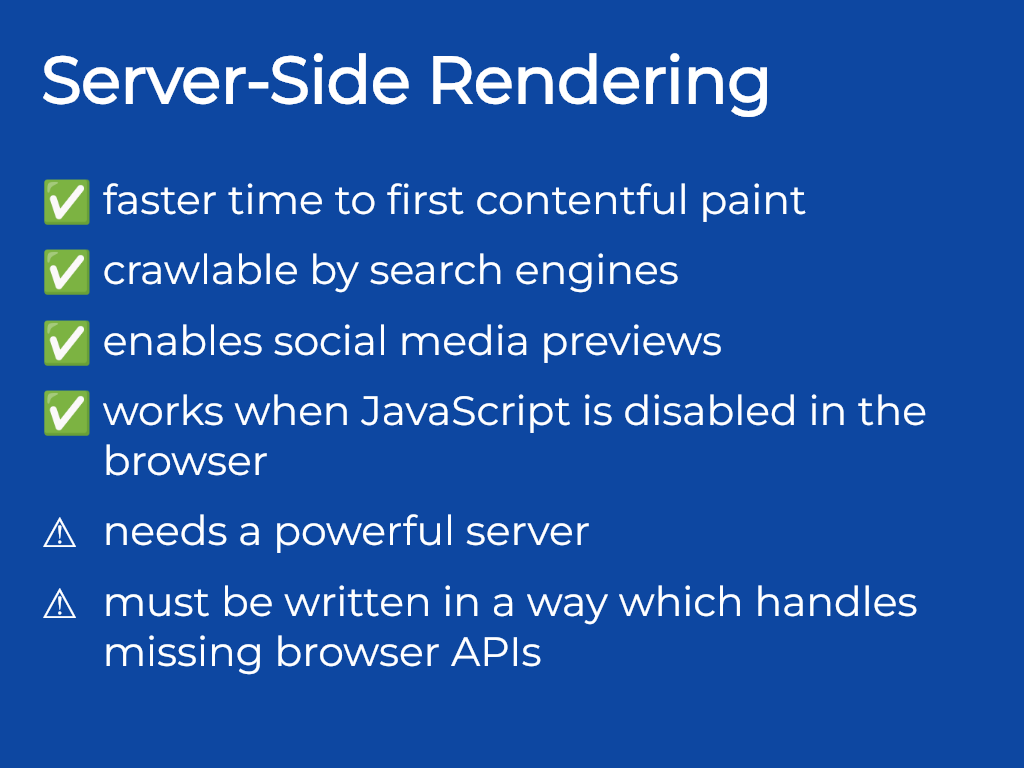 Server-Side Rendering
✅ faster time to first contentful paint
✅ crawlable by search engines
✅ enables social media previews
✅ works when JavaScript is disabled in the
browser
⚠ needs a powerful server
⚠ must be written in a way which handles
missing browser APIs